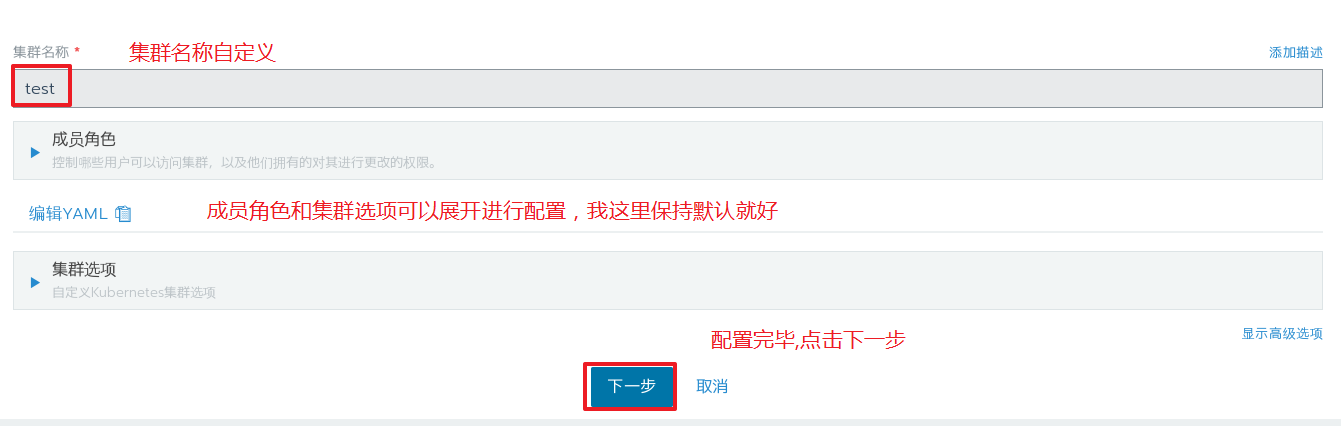 集群名称 * 集群名称自定义 添加描述
test
成员角色
控制哪些用户可以访问集群，以及他们拥有的对其进行更改的权限。
编辑YAML 成员角色和集群选项可以展开进行配置，我这里保持默认就好
集群选项
自定义Kubernetes集群选项
显示高级选项
配置完毕,点击下一步
下一步 取消